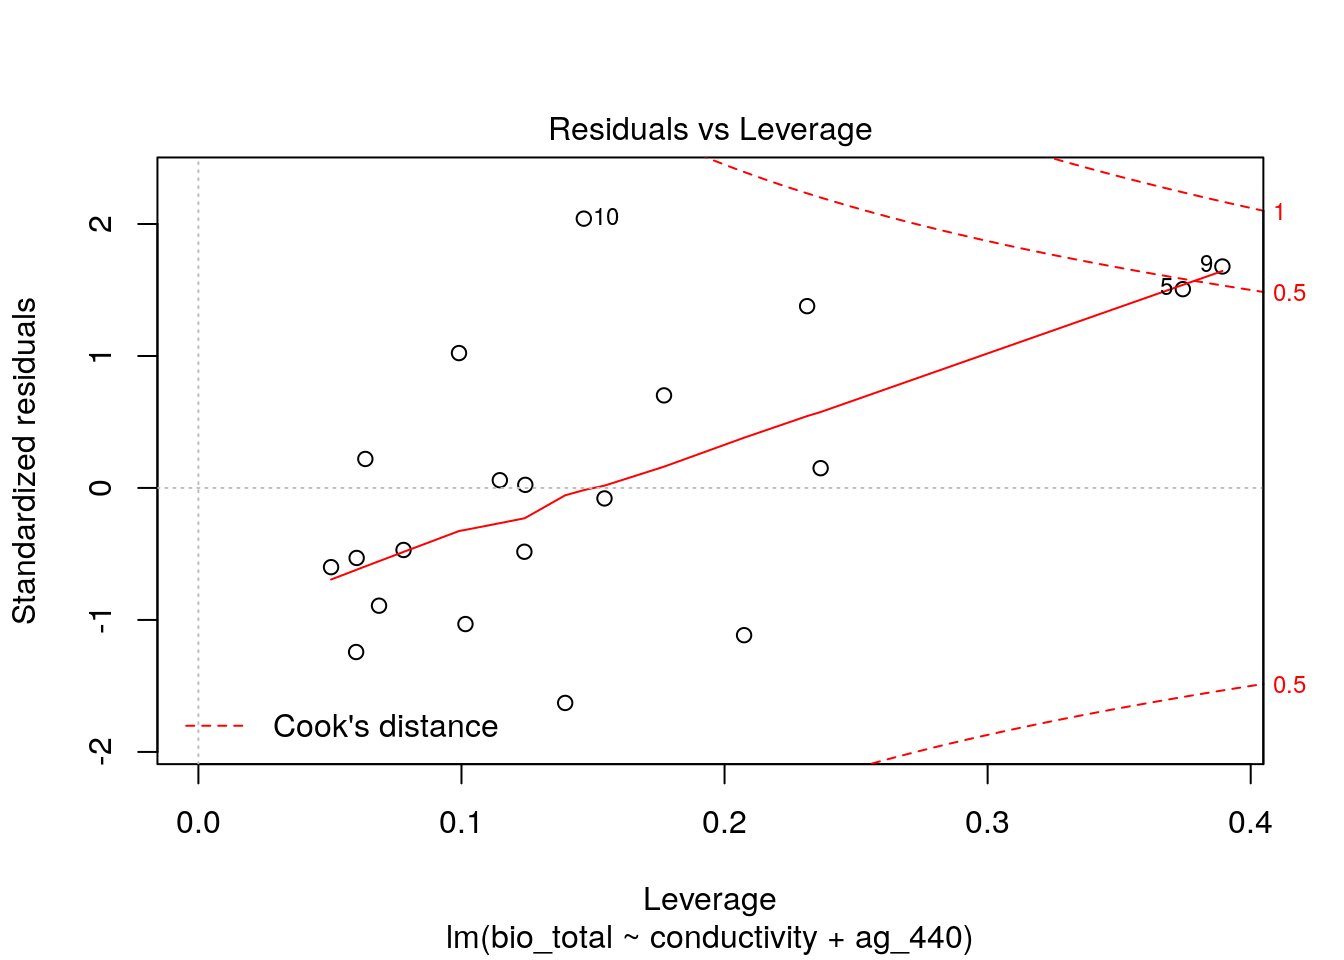 Residuals vs Leverage
Standardized residuals
2
1
0
-1
-2
10
9
5
1
0.5
0.5
Cook's distance
0.0 0.1 0.2 0.3 0.4
Leverage
lm(bio_total ~ conductivity + ag_440)